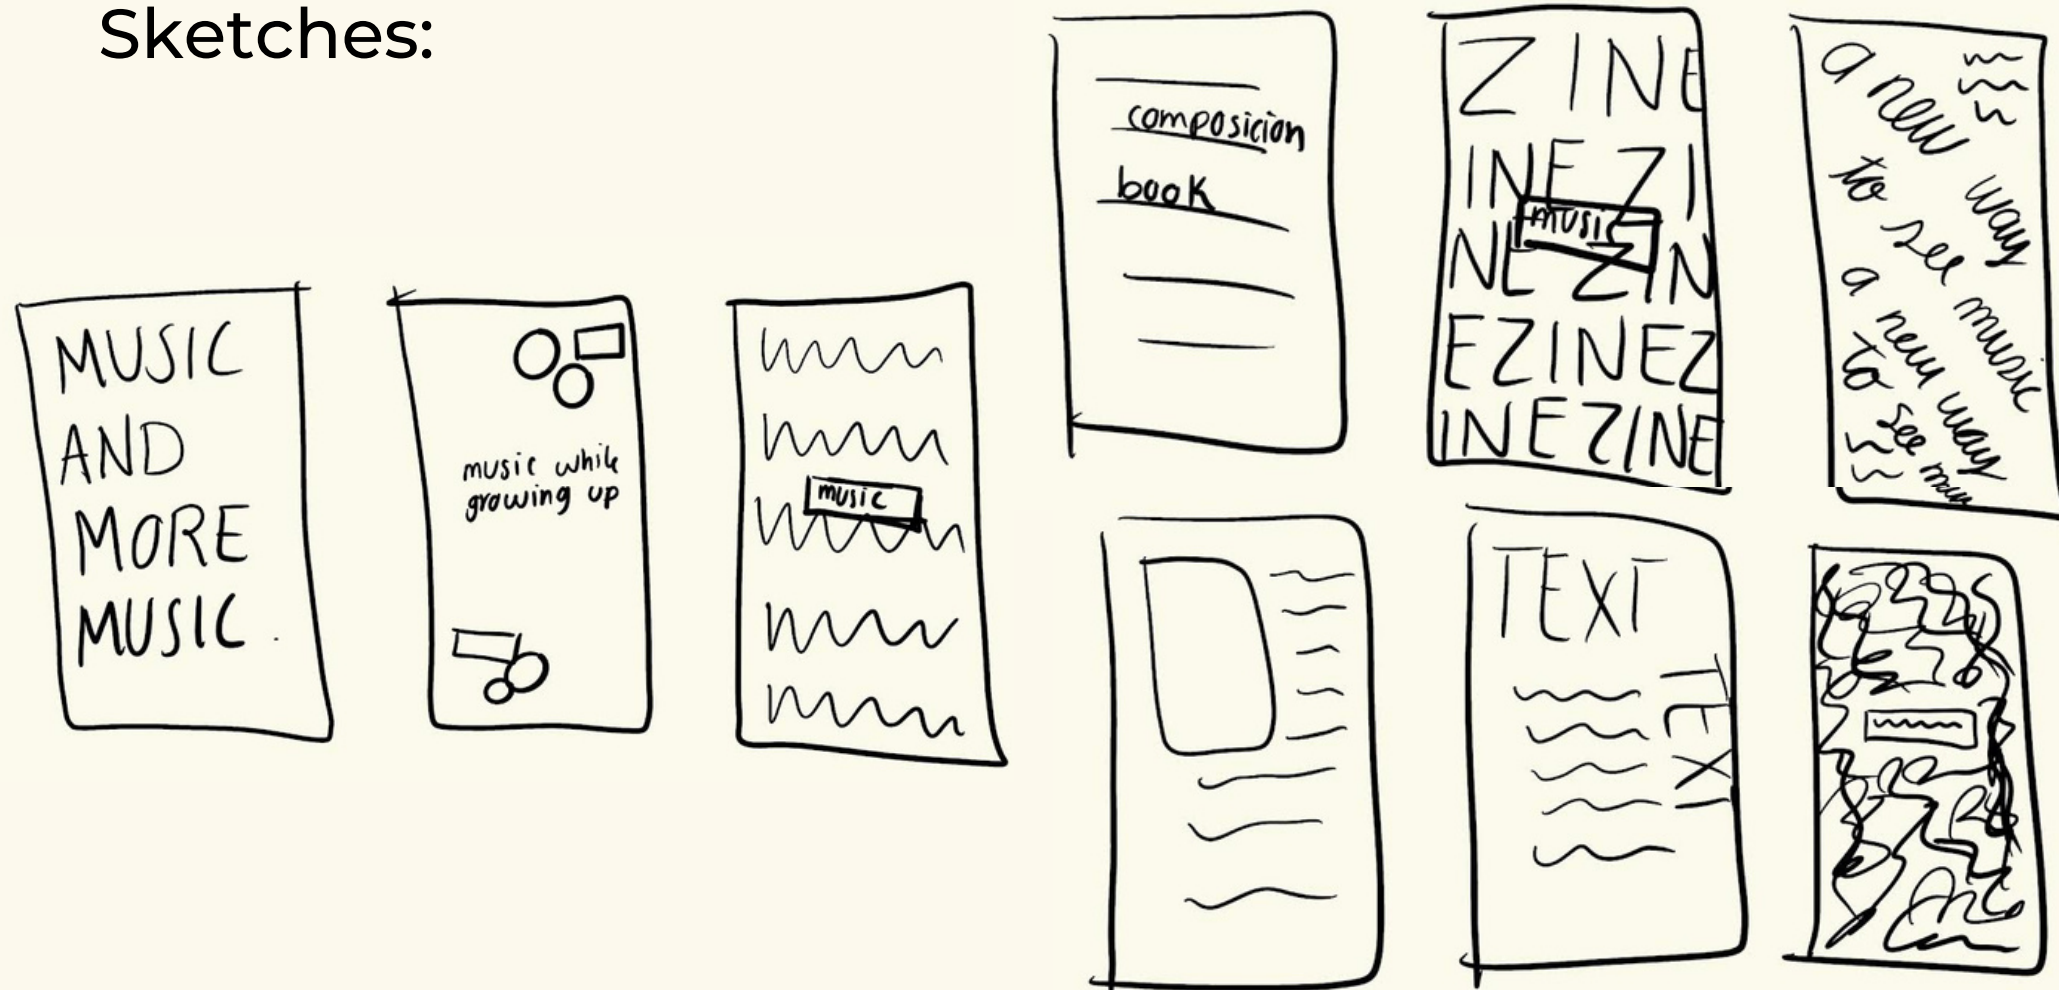 Sketches:
MUSIC
AND
MORE
MUSIC.
music while
growing up
music
composicion
book
ZINE
INEZI
music
NEZIN
EZINEZ
INEZINE
a new way
to see music
a new way
to see mus
TEXT
TEXT